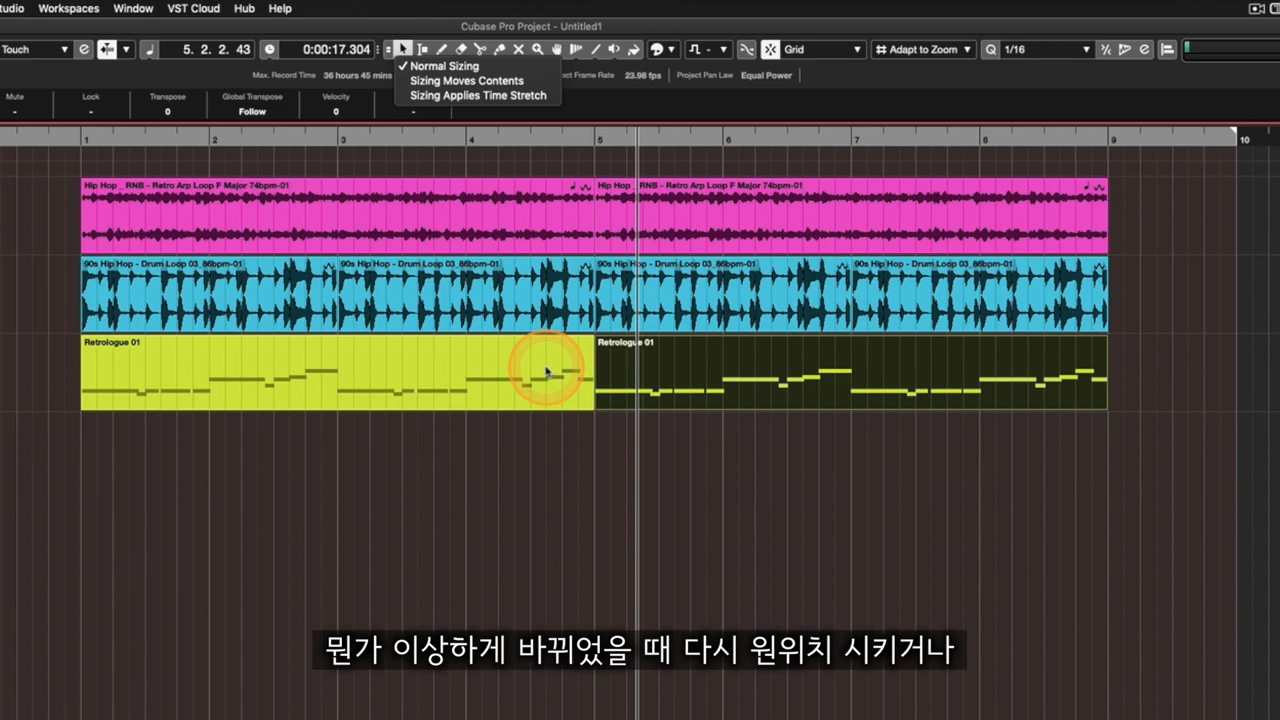 tudio Workspaces Window VST Cloud Hub Help
Cubase Pro Project - Untitled1
Touch 5. 2. 2. 43 0:00:17.304 Grid Adapt to Zoom Q 1/16
Max. Record Time 36 hours 45 mins ect Frame Rate 23.98 fps Project Pan Law Equal Power
✓ Normal Sizing
Sizing Moves Contents
Sizing Applies Time Stretch
Mute Lock Transpose Global Transpose Velocity
- - 0 Follow 0 -
1 2 3 4 5 6 7 8 9 10
Hip Hop _ RNB - Retro Arp Loop F Major 74bpm-01 Hip Hop _ RNB - Retro Arp Loop F Major 74bpm-01
90s Hip Hop - Drum Loop 03_86bpm-01 90s Hip Hop - Drum Loop 03_86bpm-01 90s Hip Hop - Drum Loop 03_86bpm-01 90s Hip Hop - Drum Loop 03_86bpm-01
Retrologue 01 Retrologue 01
뭔가 이상하게 바뀌었을 때 다시 원위치 시키거나